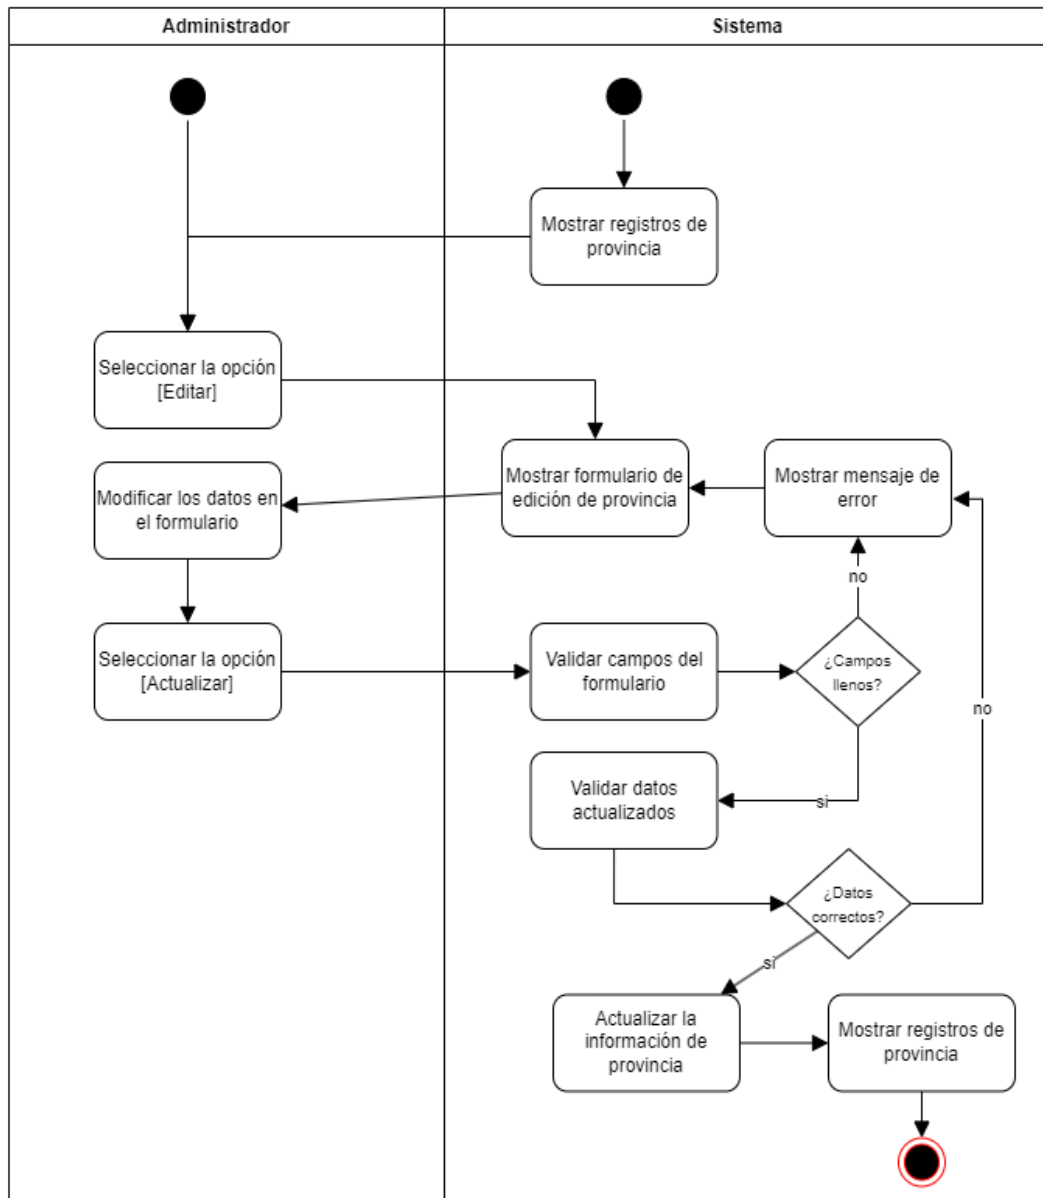 Administrador
Sistema
Mostrar registros de
provincia
Seleccionar la opción
[Editar]
Mostrar formulario de
edición de provincia
Mostrar mensaje de
error
Modificar los datos en
el formulario
no
Seleccionar la opción
[Actualizar]
Validar campos del
formulario
¿Campos
llenos?
no
Validar datos
actualizados
si
¿Datos
correctos?
si
Actualizar la
información de
provincia
Mostrar registros de
provincia